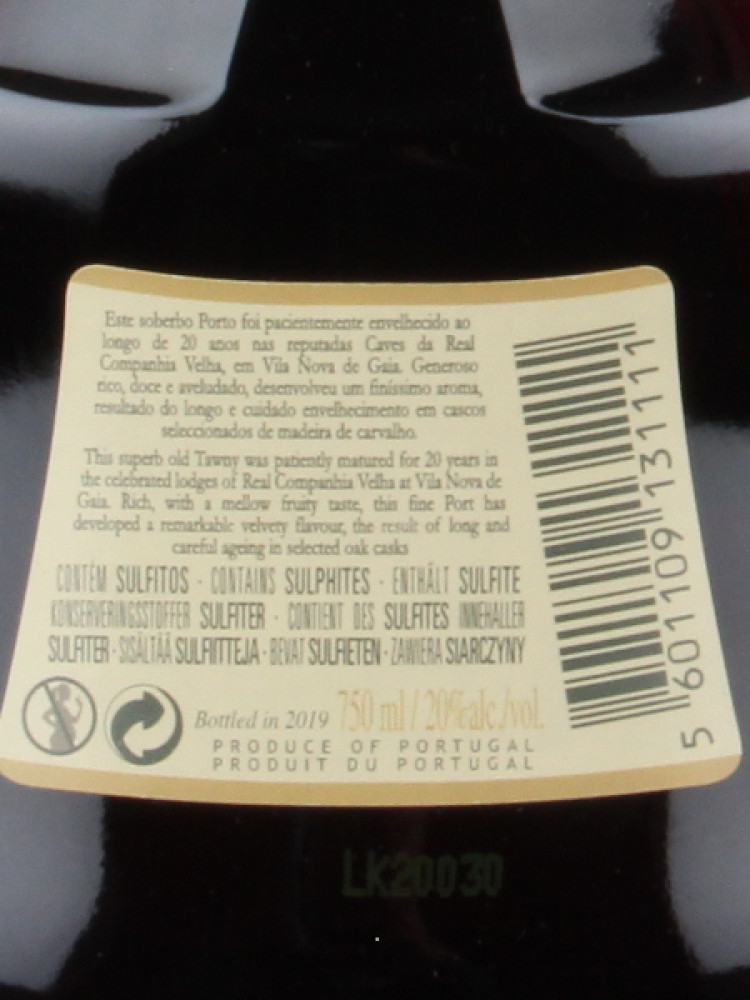 Este soberbo Porto foi pacientemente envelhecido ao
longo de 20 anos nas reputadas Caves da Real
Companhia Velha, em Vila Nova de Gaia. Generoso
rico, doce e aveludado, desenvolveu um finíssimo aroma,
resultado do longo e cuidado envelhecimento em cascos
seleccionados de madeira de carvalho.
This superb old Tawny was patiently matured for 20 years in
the celebrated lodges of Real Companhia Velha at Vila Nova de
Gaia. Rich, with a mellow fruity taste, this fine Port has
developed a remarkable velvety flavour, the result of long and
careful ageing in selected oak casks
CONTÉM SULFITOS · CONTAINS SULPHITES · ENTHÄLT SULFITE
KONSERVERINGSSTOFFER SULFITER · CONTIENT DES SULFITES INNEHALLER
SULFITER · SISÄLTÄÄ SULFIITTEJA · BEVAT SULFIETEN · ZAWIERA SIARCZYNY
Bottled in 2019 750 ml / 20%alc./vol.
PRODUCE OF PORTUGAL
PRODUIT DU PORTUGAL
5 601109 131111
LK20030